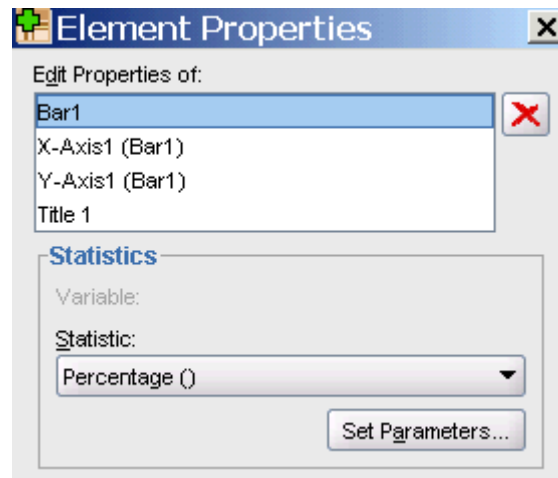 Element Properties
Edit Properties of:
Bar1
X-Axis1 (Bar1)
Y-Axis1 (Bar1)
Title 1
Statistics
Variable:
Statistic:
Percentage ()
Set Parameters...